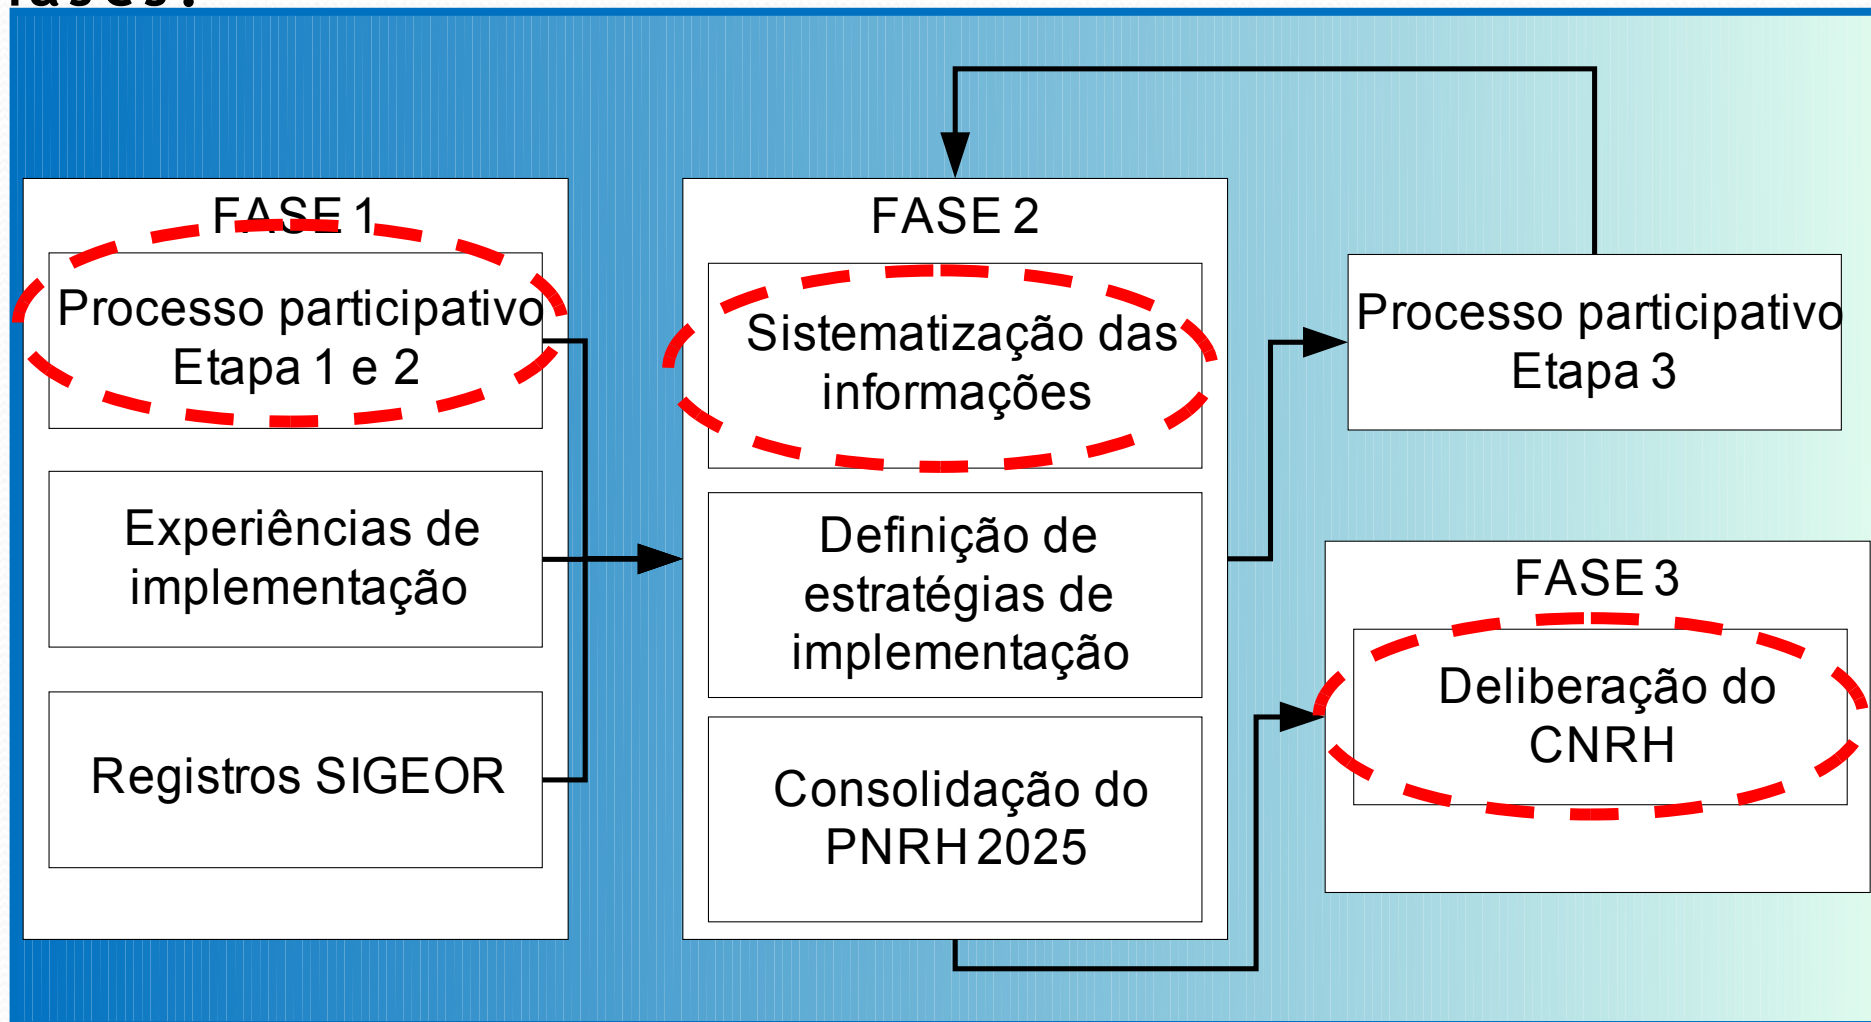 fases:
FASE 1
Processo participativo
Etapa 1 e 2
Experiências de
implementação
Registros SIGEOR
FASE 2
Sistematização das
informações
Definição de
estratégias de
implementação
Consolidação do
PNRH 2025
Processo participativo
Etapa 3
FASE 3
Deliberação do
CNRH